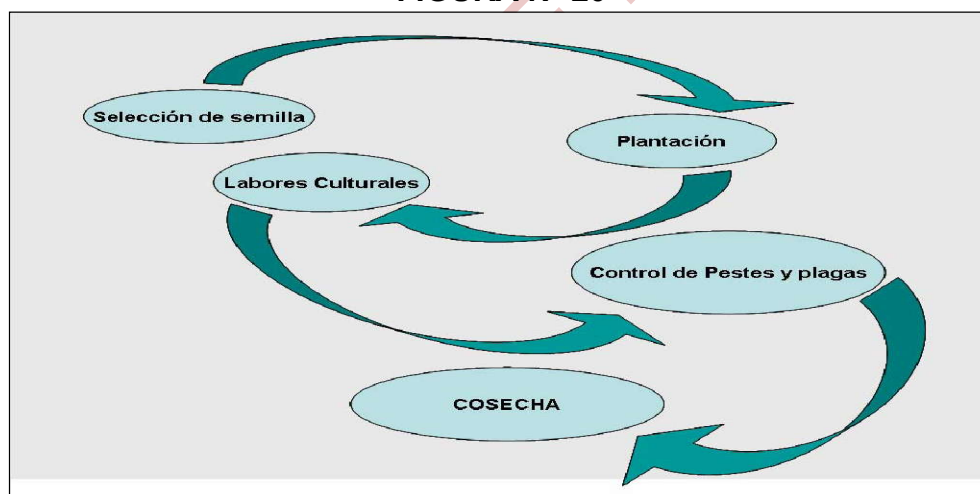 Selección de semilla
Plantación
Labores Culturales
Control de Pestes y plagas
COSECHA